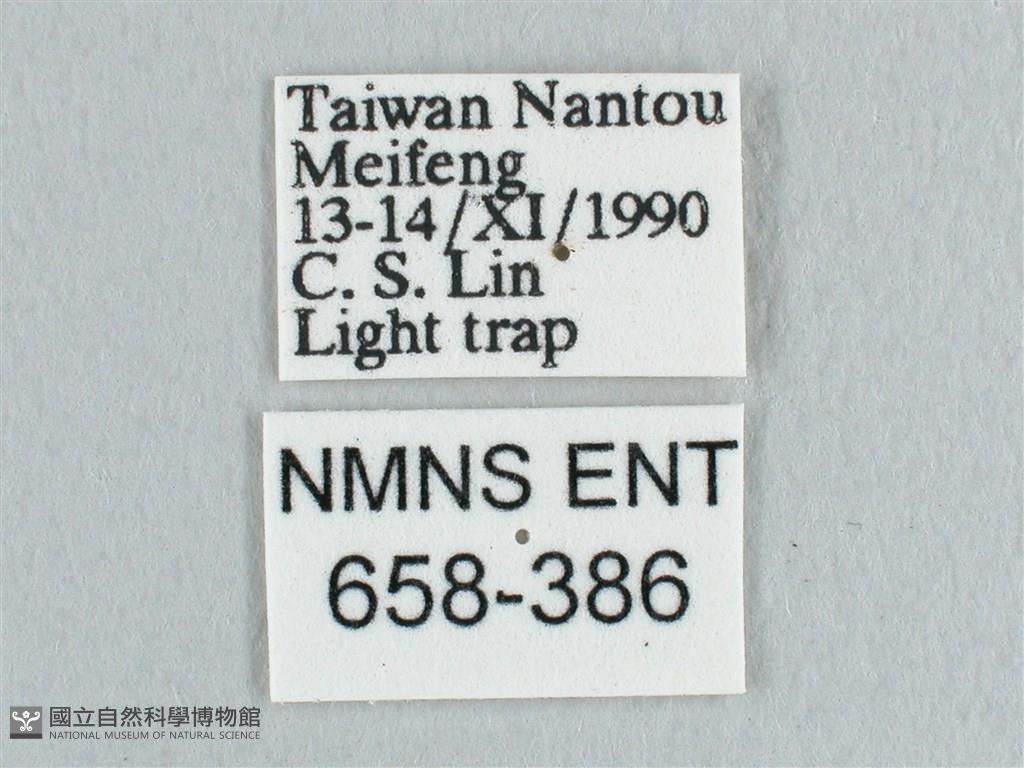 Taiwan Nantou
Meifeng
13-14/XI/1990
C. S. Lin
Light trap
NMNS ENT
658-386
國立自然科學博物館
NATIONAL MUSEUM OF NATURAL SCIENCE